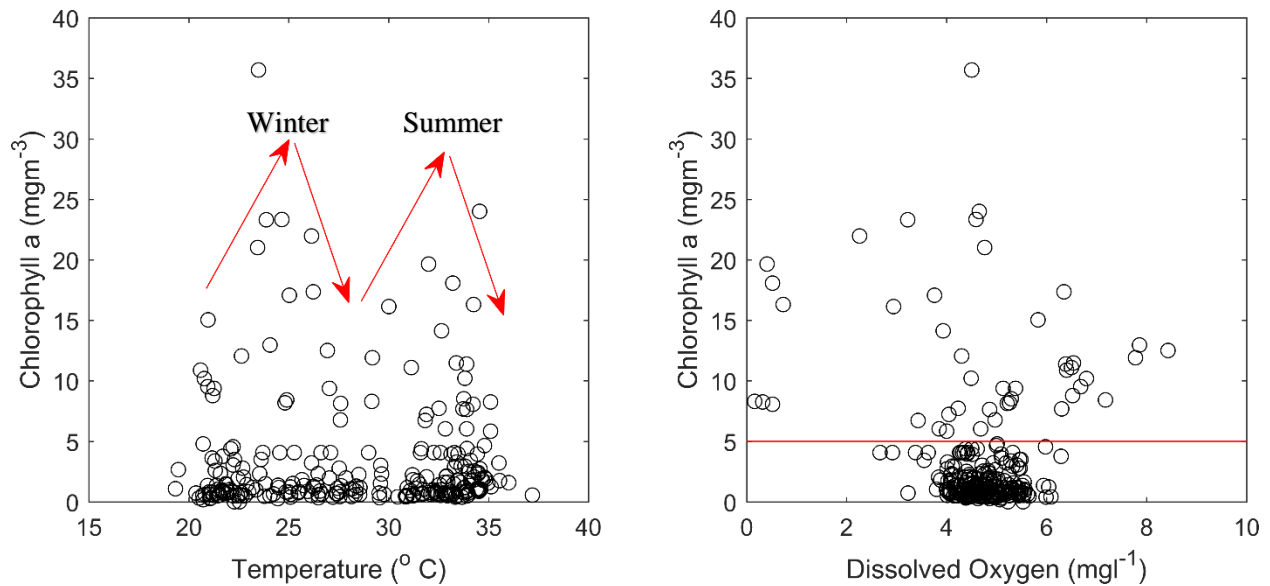 40
35
30
25
20
15
10
5
0
Chlorophyll a (mgm⁻³)
Winter
Summer
15 20 25 30 35 40
Temperature (° C)
40
35
30
25
20
15
10
5
0
Chlorophyll a (mgm⁻³)
0 2 4 6 8 10
Dissolved Oxygen (mgl⁻¹)